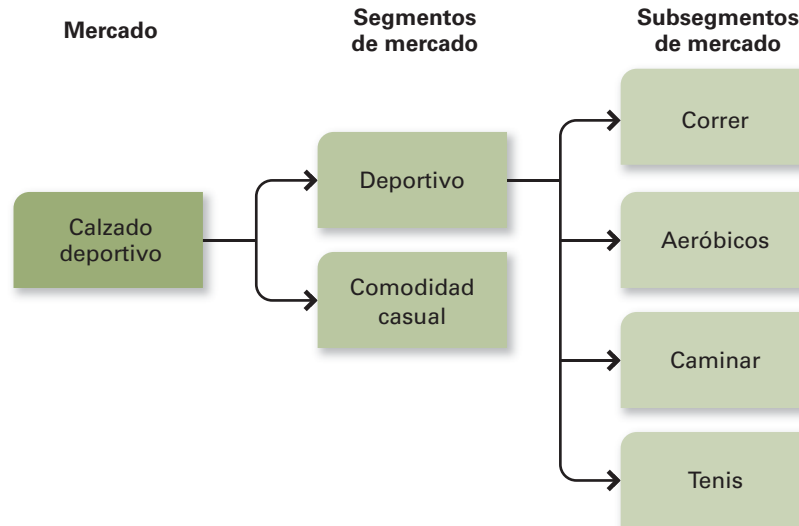 Mercado
Segmentos
de mercado
Subsegmentos
de mercado
Calzado
deportivo
Deportivo
Comodidad
casual
Correr
Aeróbicos
Caminar
Tenis